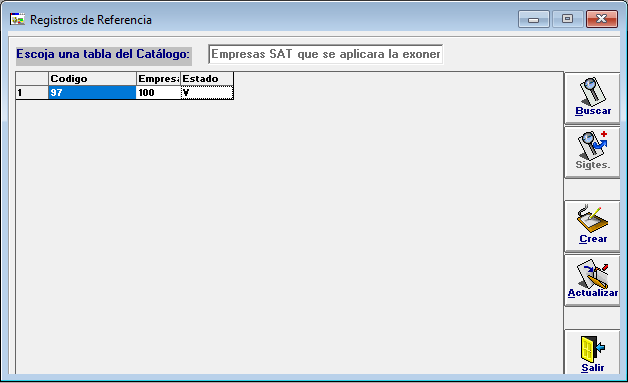 Registros de Referencia
Escoja una tabla del Catálogo: Empresas SAT que se aplicara la exoner
Codigo Empresa Estado
1 97 100 V
Buscar
Sigtes.
Crear
Actualizar
Salir